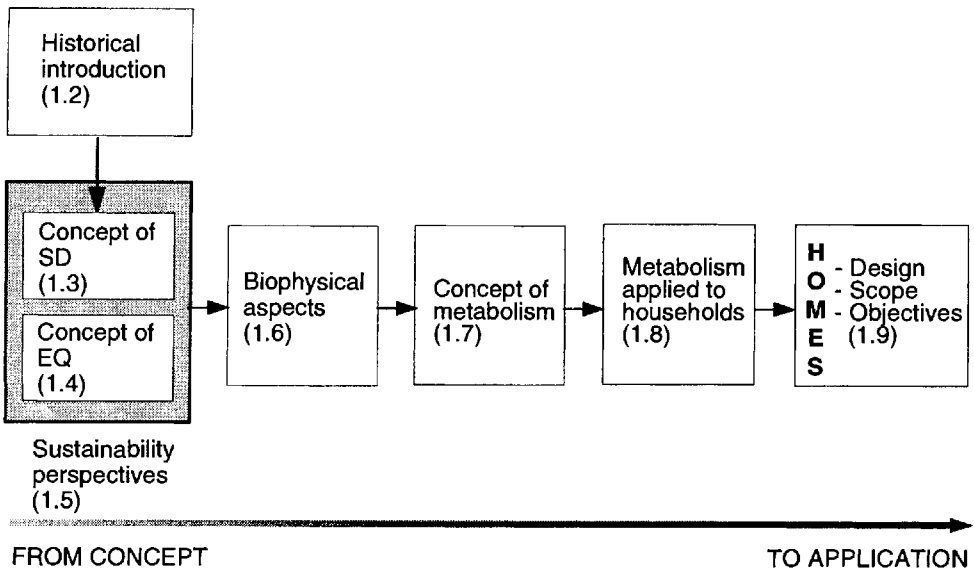 Historical
introduction
(1.2)
Concept of
SD
(1.3)
Concept of
EQ
(1.4)
Sustainability
perspectives
(1.5)
Biophysical
aspects
(1.6)
Concept of
metabolism
(1.7)
Metabolism
applied to
households
(1.8)
HOMES
- Design
- Scope
- Objectives
(1.9)
FROM CONCEPT
TO APPLICATION